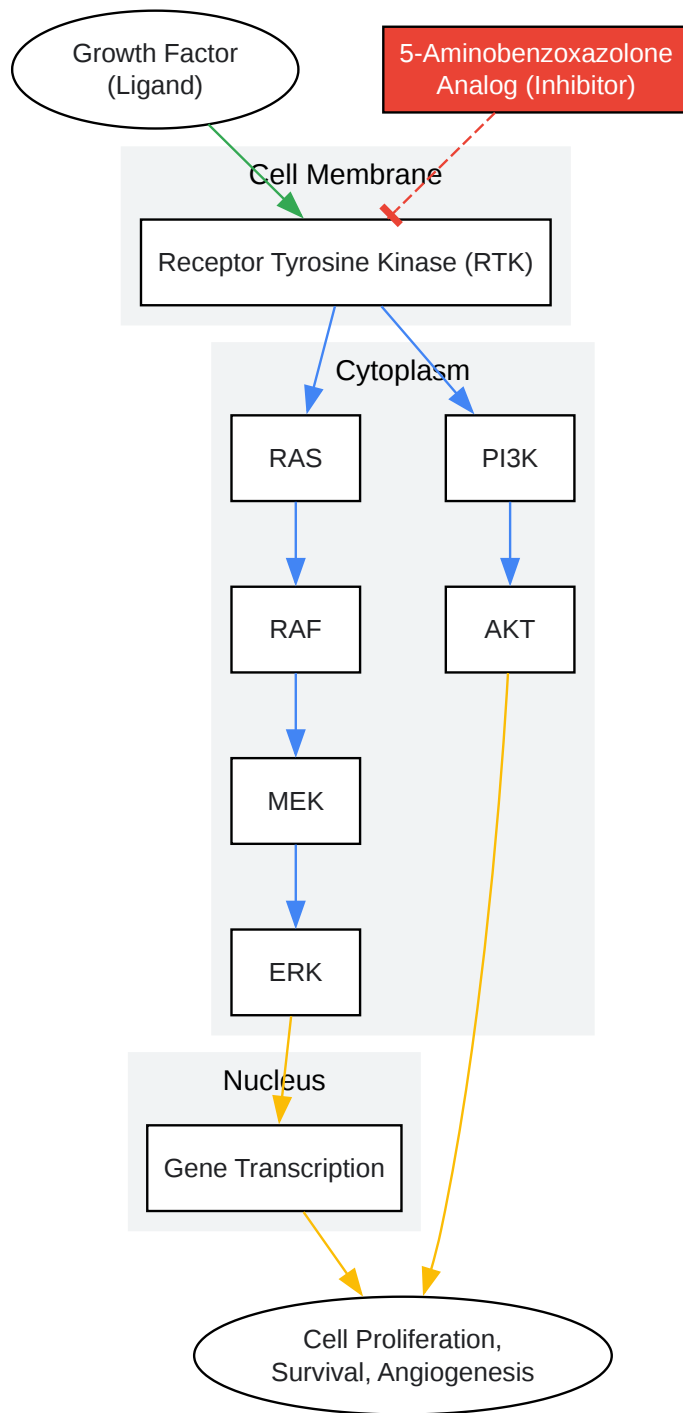 Growth Factor
(Ligand)
5-Aminobenzoxazolone
Analog (Inhibitor)
Cell Membrane
Receptor Tyrosine Kinase (RTK)
Cytoplasm
RAS
PI3K
RAF
AKT
MEK
ERK
Nucleus
Gene Transcription
Cell Proliferation,
Survival, Angiogenesis